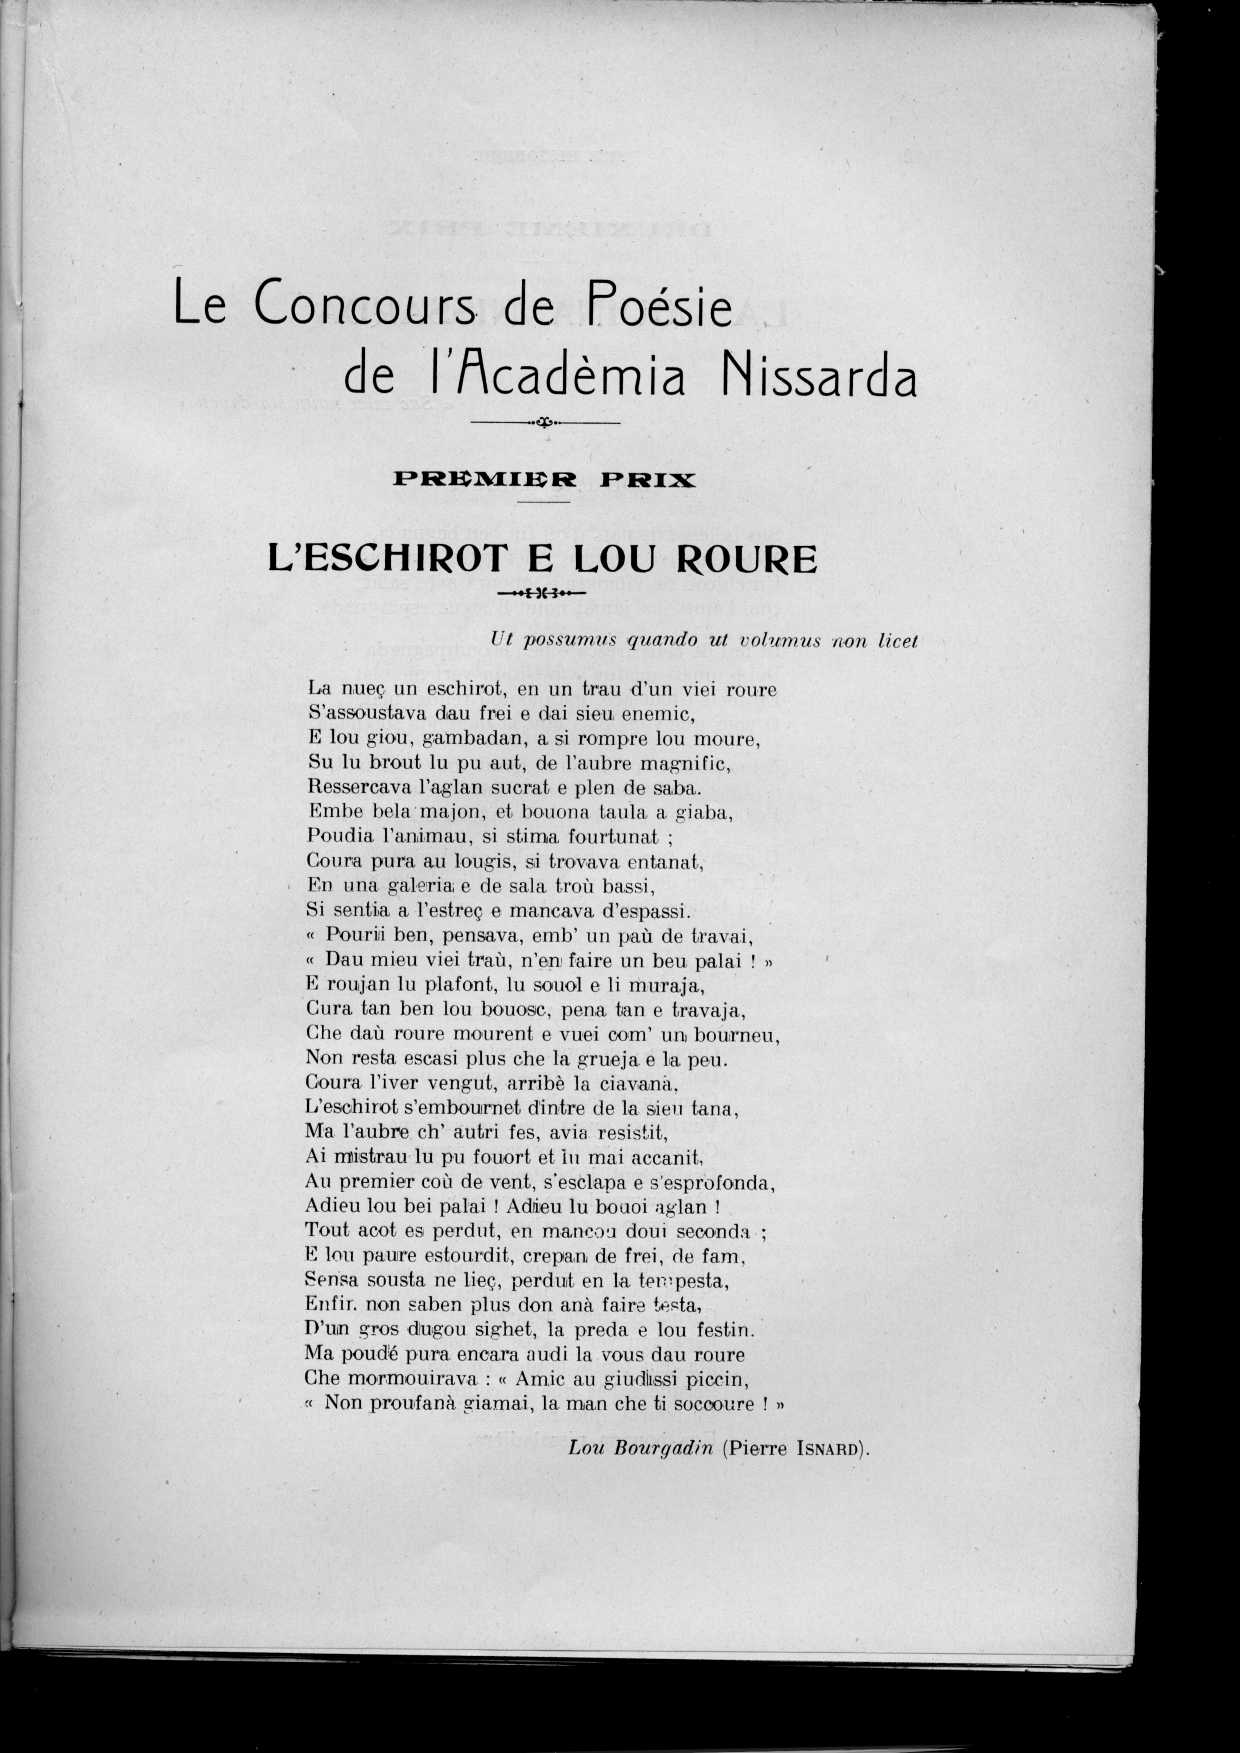 Le Concours de Poésie
de l'Acadèmia Nissarda
PREMIER PRIX
L'ESCHIROT E LOU ROURE
Ut possumus quando ut volumus non licet
La nueç un eschirot, en un trau d'un viei roure
S'assoustava dau frei e dai sieu enemic,
E lou giou, gambadan, a si rompre lou moure,
Su lu brout lu pu aut, de l'aubre magnific,
Ressercava l'aglan sucrat e plen de saba.
Embe bela majon, et bouona taula a giaba,
Poudia l'animau, si stima fourtunat ;
Coura pura au lougis, si trovava entanat,
En una galeria e de sala troù bassi,
Si sentia a l'estreç e mancava d'espassi.
« Pourii ben, pensava, emb' un paù de travai,
« Dau mieu viei traù, n'en faire un beu palai ! »
E roujan lu plafont, lu souol e li muraja,
Cura tan ben lou bouosc, pena tan e travaja,
Che daù roure mourent e vuei com' un bourneu,
Non resta escasi plus che la grueja e la peu.
Coura l'iver vengut, arribè la ciavanà,
L'eschirot s'embournet dintre de la sieu tana,
Ma l'aubre ch' autri fes, avia resistit,
Ai mistrau lu pu fouort et lu mai accanit,
Au premier coù de vent, s'esclapa e s'esprofonda,
Adieu lou bei palai ! Adieu lu bouoi aglan !
Tout acot es perdut, en mancou doui seconda ;
E lou paure estourdit, crepan de frei, de fam,
Sensa sousta ne lieç, perdut en la tempesta,
Enfin non saben plus don anà faire testa,
D'un gros dugou sighet, la preda e lou festin.
Ma poudé pura encara audi la vous dau roure
Che mormouirava : « Amic au giudissi piccin,
« Non proufanà giamai, la man che ti soccoure ! »
Lou Bourgadin (Pierre ISNARD).